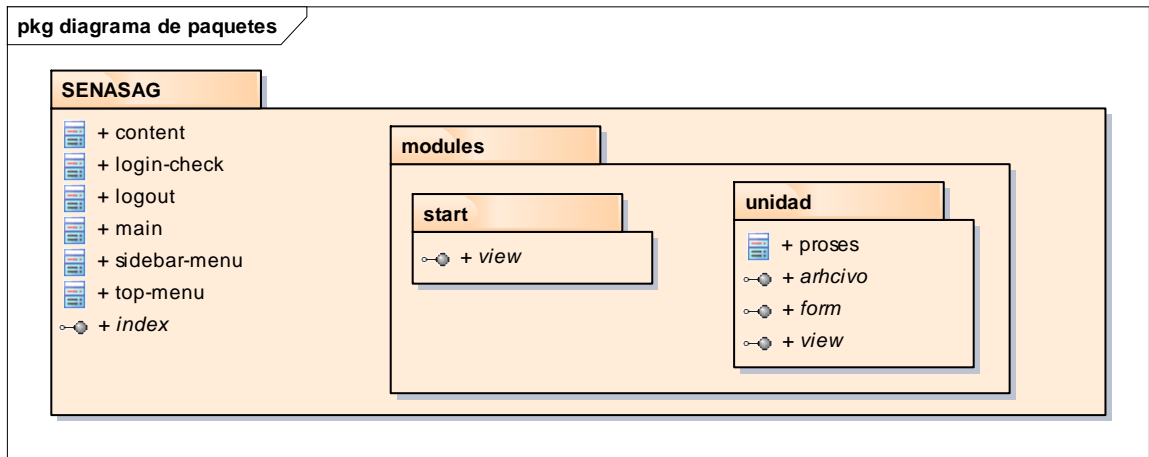 pkg diagrama de paquetes
SENASAG
+ content
+ login-check
+ logout
+ main
+ sidebar-menu
+ top-menu
+ index
modules
start
+ view
unidad
+ proses
+ arhcivo
+ form
+ view